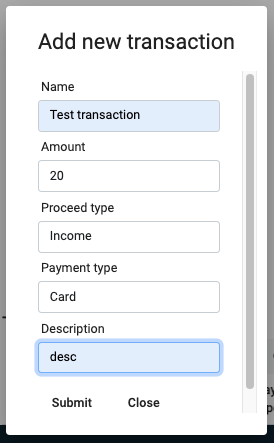 Add new transaction
Name
Test transaction
Amount
20
Proceed type
Income
Payment type
Card
Description
desc
Submit Close